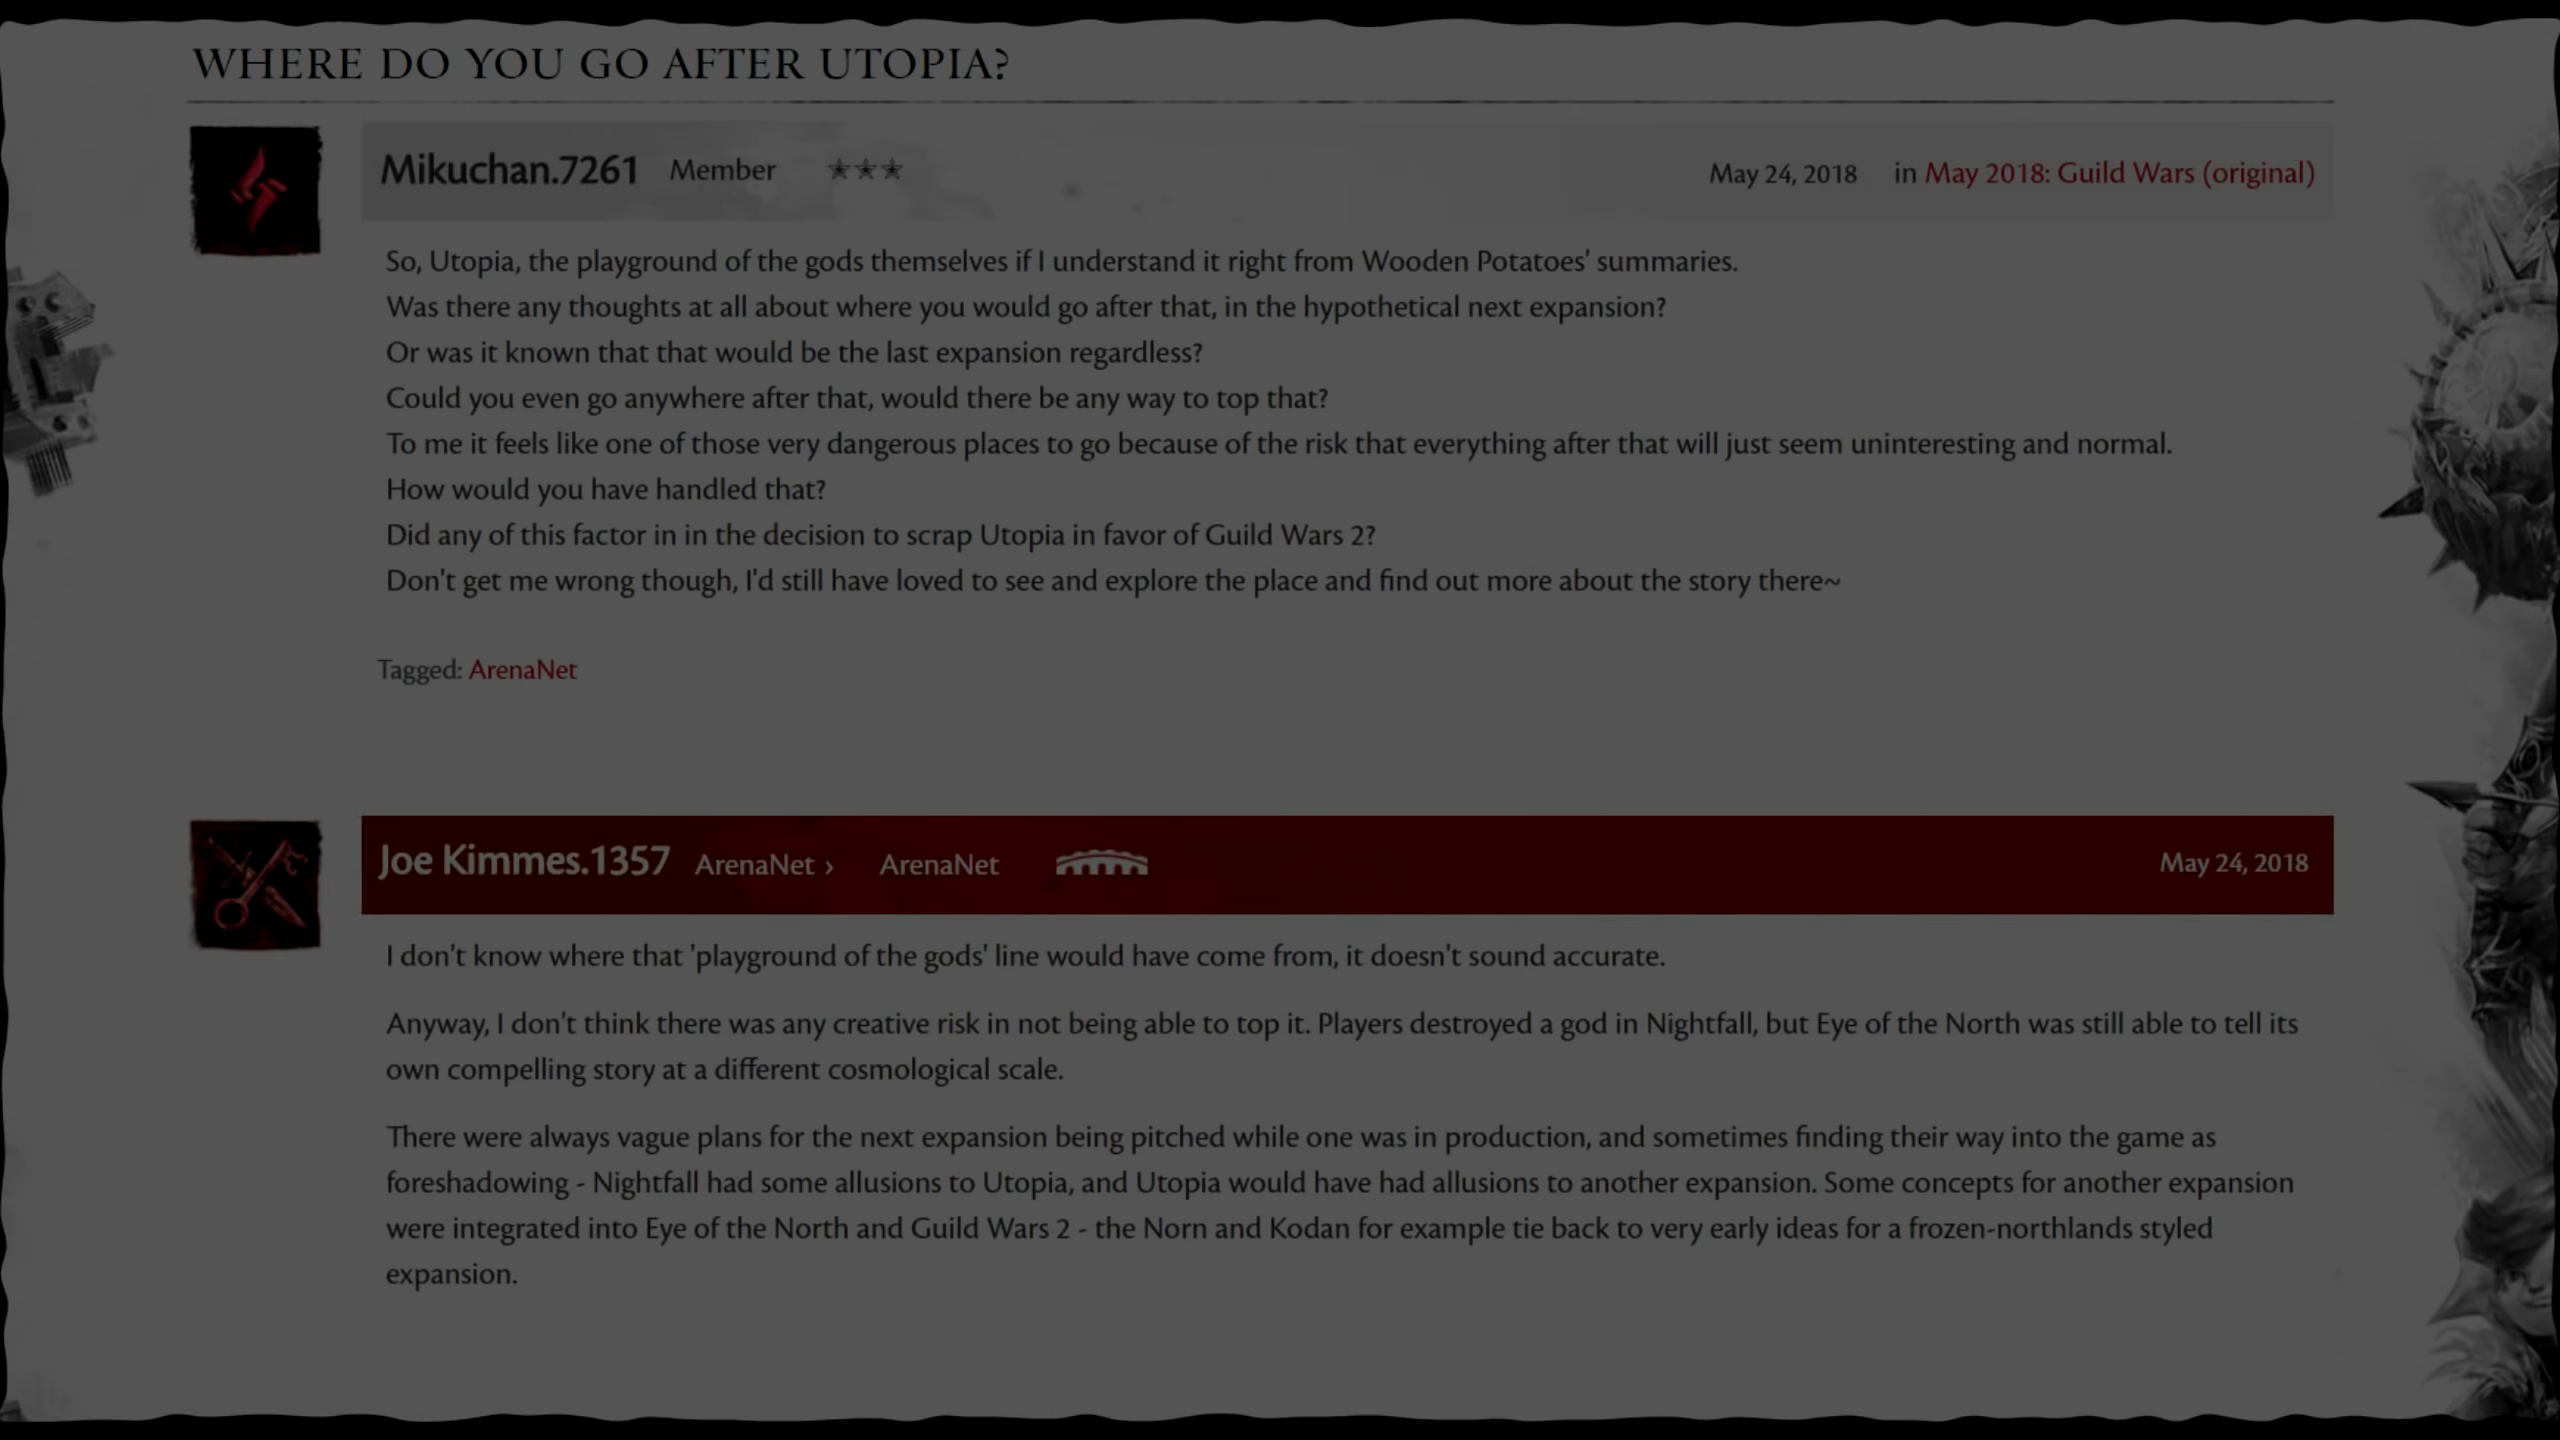 WHERE DO YOU GO AFTER UTOPIA?
Mikuchan.7261 Member ★★★ May 24, 2018 in May 2018: Guild Wars (original)
So, Utopia, the playground of the gods themselves if I understand it right from Wooden Potatoes' summaries.
Was there any thoughts at all about where you would go after that, in the hypothetical next expansion?
Or was it known that that would be the last expansion regardless?
Could you even go anywhere after that, would there be any way to top that?
To me it feels like one of those very dangerous places to go because of the risk that everything after that will just seem uninteresting and normal.
How would you have handled that?
Did any of this factor in in the decision to scrap Utopia in favor of Guild Wars 2?
Don't get me wrong though, I'd still have loved to see and explore the place and find out more about the story there~
Tagged: ArenaNet
Joe Kimmes.1357 ArenaNet › ArenaNet May 24, 2018
I don't know where that 'playground of the gods' line would have come from, it doesn't sound accurate.
Anyway, I don't think there was any creative risk in not being able to top it. Players destroyed a god in Nightfall, but Eye of the North was still able to tell its
own compelling story at a different cosmological scale.
There were always vague plans for the next expansion being pitched while one was in production, and sometimes finding their way into the game as
foreshadowing - Nightfall had some allusions to Utopia, and Utopia would have had allusions to another expansion. Some concepts for another expansion
were integrated into Eye of the North and Guild Wars 2 - the Norn and Kodan for example tie back to very early ideas for a frozen-northlands styled
expansion.